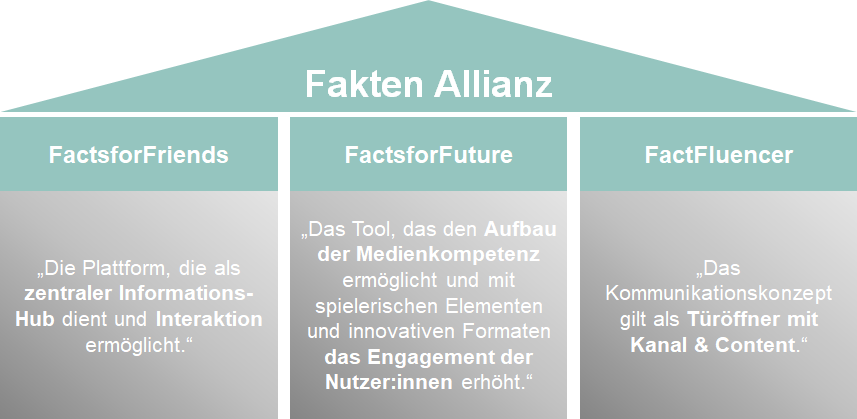 Fakten Allianz
FactsforFriends
„Die Plattform, die als
zentraler Informations-
Hub dient und Interaktion
ermöglicht.“
FactsforFuture
„Das Tool, das den Aufbau
der Medienkompetenz
ermöglicht und mit
spielerischen Elementen
und innovativen Formaten
das Engagement der
Nutzer:innen erhöht.“
FactFluencer
„Das
Kommunikationskonzept
gilt als Türöffner mit
Kanal & Content.“